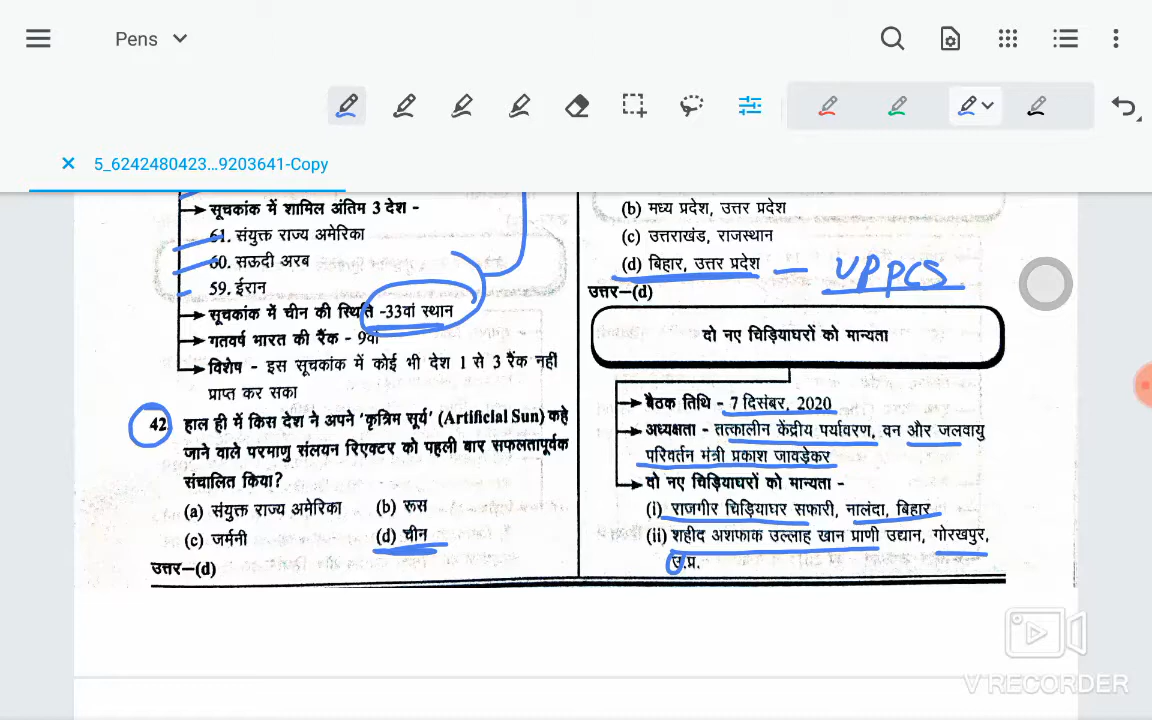 Pens
5_6242480423...9203641-Copy
सूचकांक में शामिल अंतिम 3 देश -
61. संयुक्त राज्य अमेरिका
60. सऊदी अरब
59. ईरान
सूचकांक में चीन की स्थिति -33वां स्थान
गतवर्ष भारत की रैंक - 9वां
विशेष - इस सूचकांक में कोई भी देश 1 से 3 रैंक नहीं
प्राप्त कर सका
42 हाल ही में किस देश ने अपने 'कृत्रिम सूर्य' (Artificial Sun) कहे
जाने वाले परमाणु संलयन रिएक्टर को पहली बार सफलतापूर्वक
संचालित किया?
(a) संयुक्त राज्य अमेरिका (b) रूस
(c) जर्मनी (d) चीन
उत्तर–(d)
(b) मध्य प्रदेश, उत्तर प्रदेश
(c) उत्तराखंड, राजस्थान
(d) बिहार, उत्तर प्रदेश — UPPCS
उत्तर–(d)
दो नए चिड़ियाघरों को मान्यता
बैठक तिथि - 7 दिसंबर, 2020
अध्यक्षता - तत्कालीन केंद्रीय पर्यावरण, वन और जलवायु
परिवर्तन मंत्री प्रकाश जावड़ेकर
दो नए चिड़ियाघरों को मान्यता -
(i) राजगीर चिड़ियाघर सफारी, नालंदा, बिहार
(ii) शहीद अशफाक उल्लाह खान प्राणी उद्यान, गोरखपुर,
उ.प्र.
V RECORDER